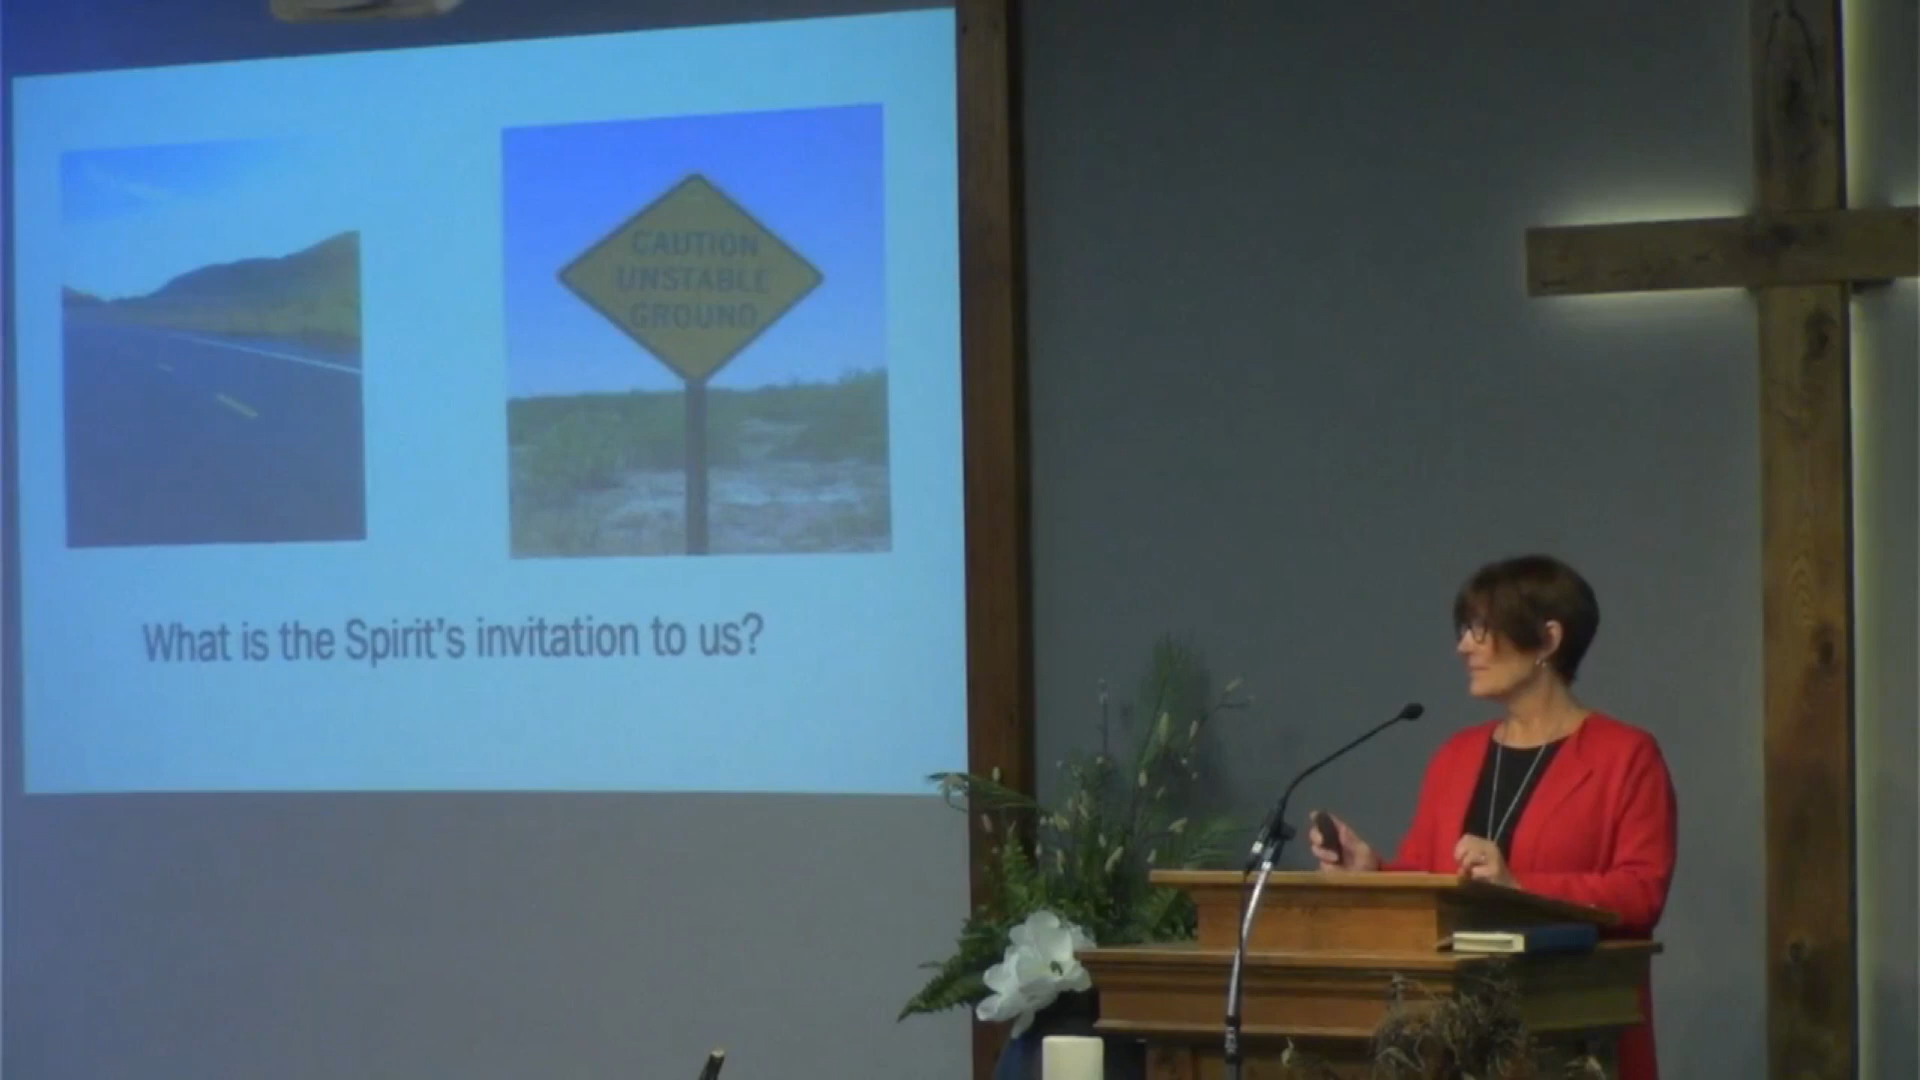 CAUTION
UNSTABLE
GROUND
What is the Spirit's invitation to us?